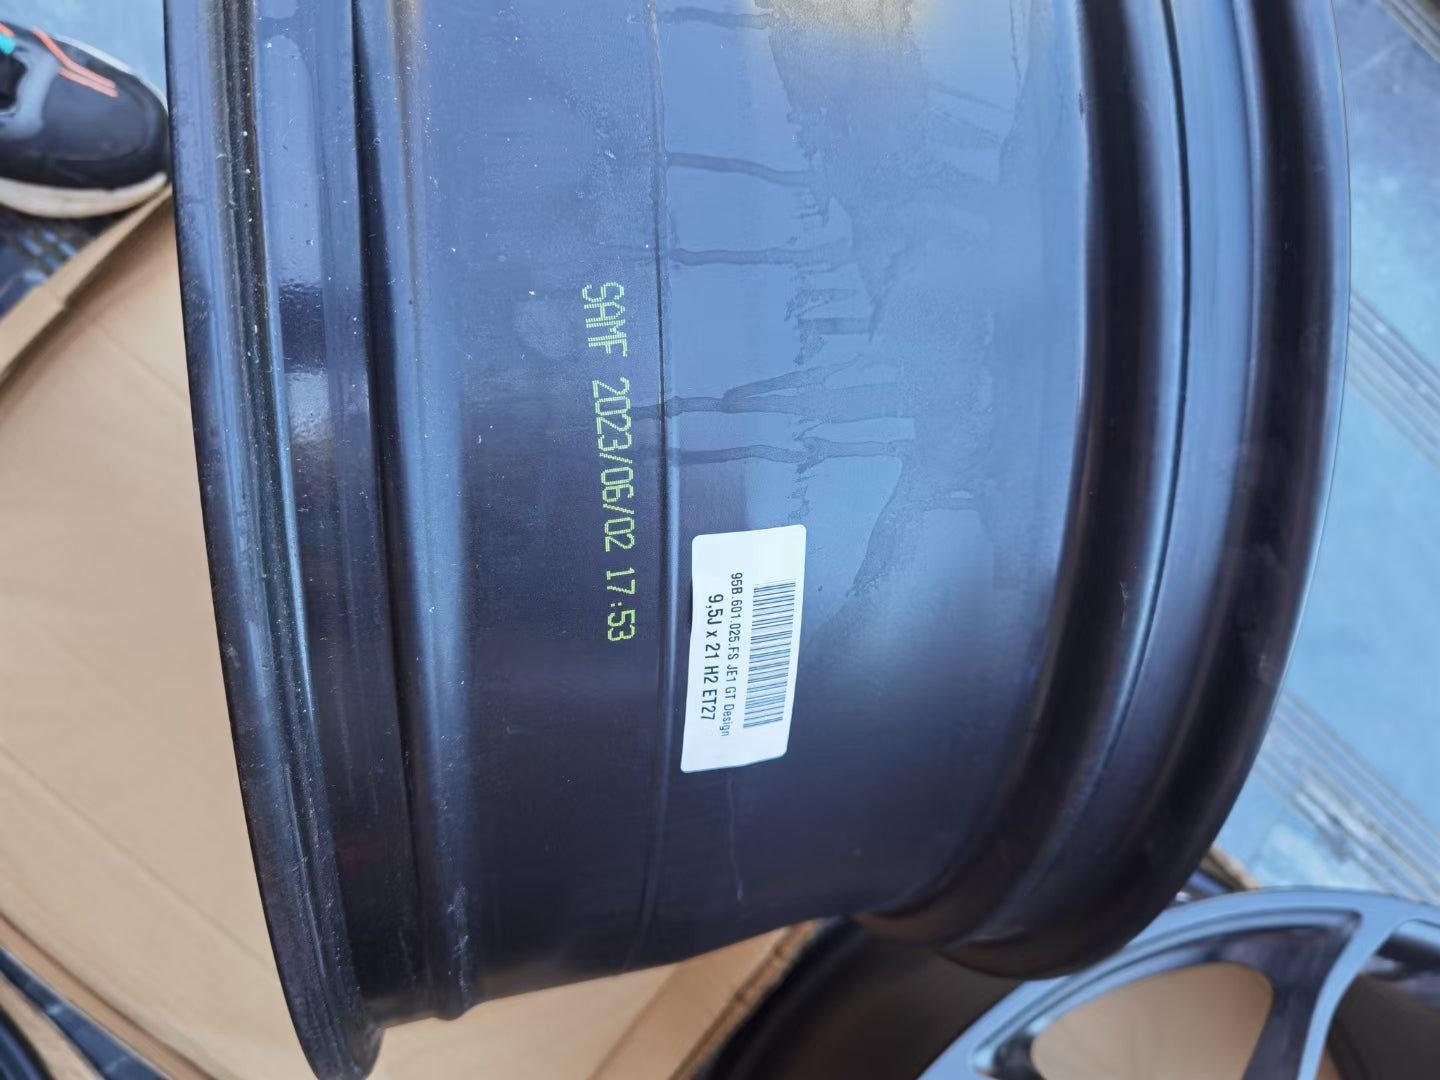 SAMF 2023/06/02 17:53
95B.601.025.FS JE1 GT Design
9,5J x 21 H2 ET27